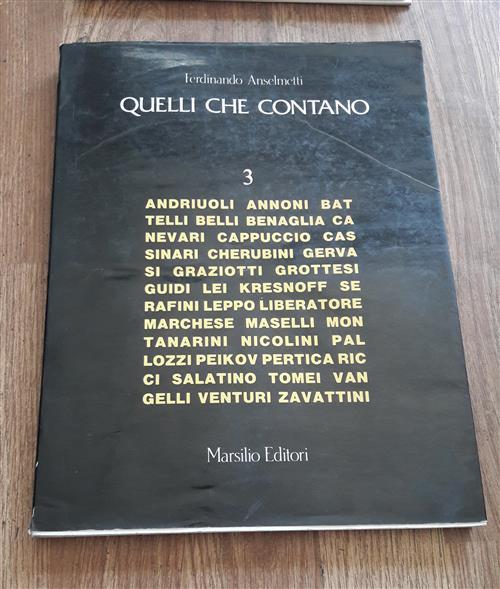 Ferdinando Anselmetti
QUELLI CHE CONTANO
3
ANDRIUOLI ANNONI BAT
TELLI BELLI BENAGLIA CA
NEVARI CAPPUCCIO CAS
SINARI CHERUBINI GERVA
SI GRAZIOTTI GROTTESI
GUIDI LEI KRESNOFF SE
RAFINI LEPPO LIBERATORE
MARCHESE MASELLI MON
TANARINI NICOLINI PAL
LOZZI PEIKOV PERTICA RIC
CI SALATINO TOMEI VAN
GELLI VENTURI ZAVATTINI
Marsilio Editori